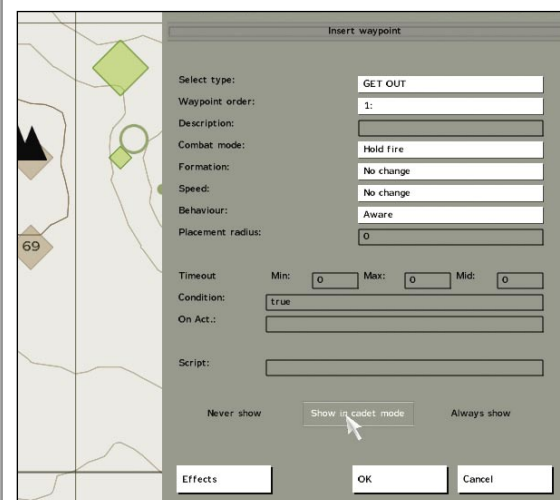 Insert waypoint
Select type: GET OUT
Waypoint order: 1:
Description:
Combat mode: Hold fire
Formation: No change
Speed: No change
Behaviour: Aware
Placement radius: 0
69
Timeout Min: 0 Max: 0 Mid: 0
Condition: true
On Act.:
Script:
Never show Show in cadet mode Always show
Effects OK Cancel